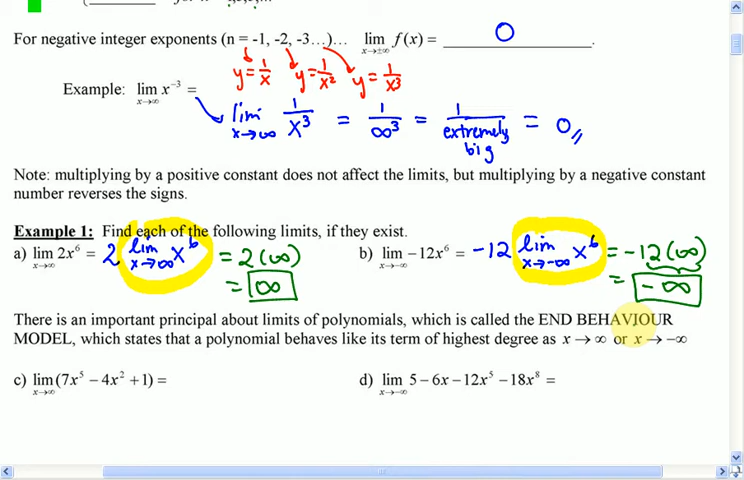 For negative integer exponents (n = -1, -2, -3…)… lim x→±∞ f(x) = 0.
y = 1/x y = 1/x² y = 1/x³
Example: lim x→∞ x⁻³ =
lim x→∞ 1/x³ = 1/∞³ = 1/extremely big = 0,,
Note: multiplying by a positive constant does not affect the limits, but multiplying by a negative constant
number reverses the signs.
Example 1: Find each of the following limits, if they exist.
a) lim x→∞ 2x⁶ = 2 lim x→∞ x⁶ = 2(∞)
= ∞
b) lim x→-∞ -12x⁶ = -12 lim x→-∞ x⁶ = -12(∞)
= -∞
There is an important principal about limits of polynomials, which is called the END BEHAVIOUR
MODEL, which states that a polynomial behaves like its term of highest degree as x → ∞ or x → -∞
c) lim x→∞ (7x⁵ - 4x² + 1) =
d) lim x→-∞ 5 - 6x - 12x⁵ - 18x⁸ =